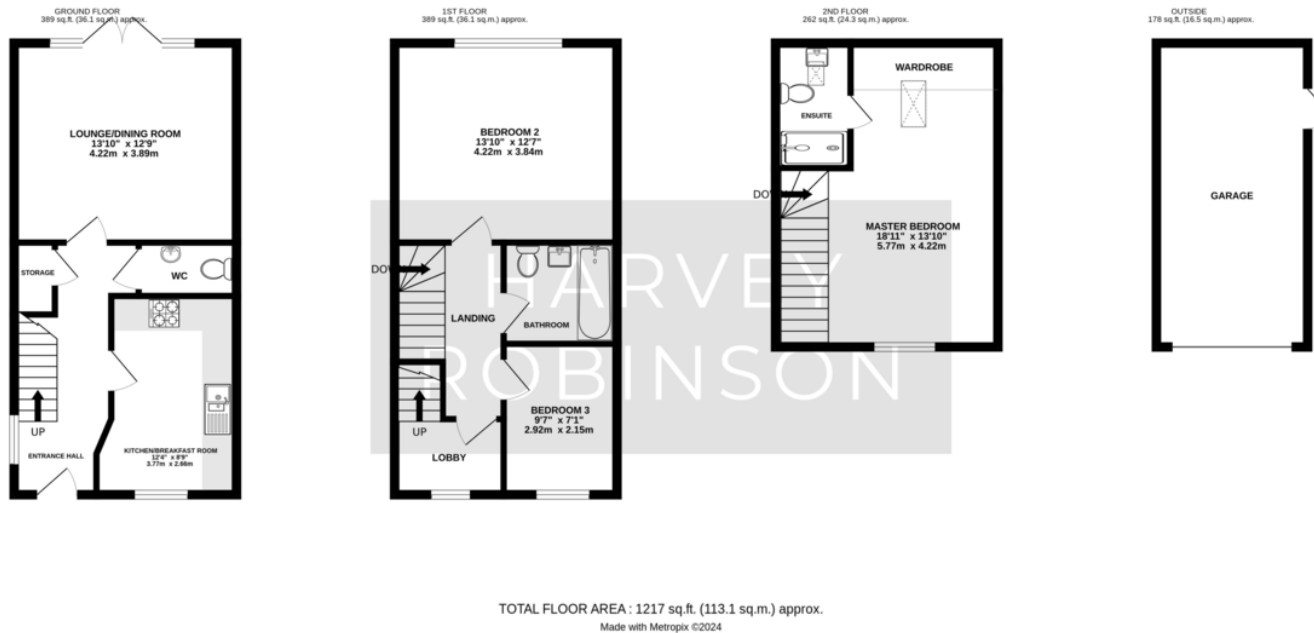 GROUND FLOOR
389 sq.ft. (36.1 sq.m.) approx.
LOUNGE/DINING ROOM
13'10" x 12'9"
4.22m x 3.89m
STORAGE
WC
UP
ENTRANCE HALL
KITCHEN/BREAKFAST ROOM
12'4" x 8'9"
3.77m x 2.66m
1ST FLOOR
389 sq.ft. (36.1 sq.m.) approx.
BEDROOM 2
13'10" x 12'7"
4.22m x 3.84m
DO
LANDING
BATHROOM
BEDROOM 3
9'7" x 7'1"
2.92m x 2.15m
UP
LOBBY
HARVEY
ROBINSON
2ND FLOOR
262 sq.ft. (24.3 sq.m.) approx.
WARDROBE
ENSUITE
DO
MASTER BEDROOM
18'11" x 13'10"
5.77m x 4.22m
OUTSIDE
178 sq.ft. (16.5 sq.m.) approx.
GARAGE
TOTAL FLOOR AREA : 1217 sq.ft. (113.1 sq.m.) approx.
Made with Metropix ©2024